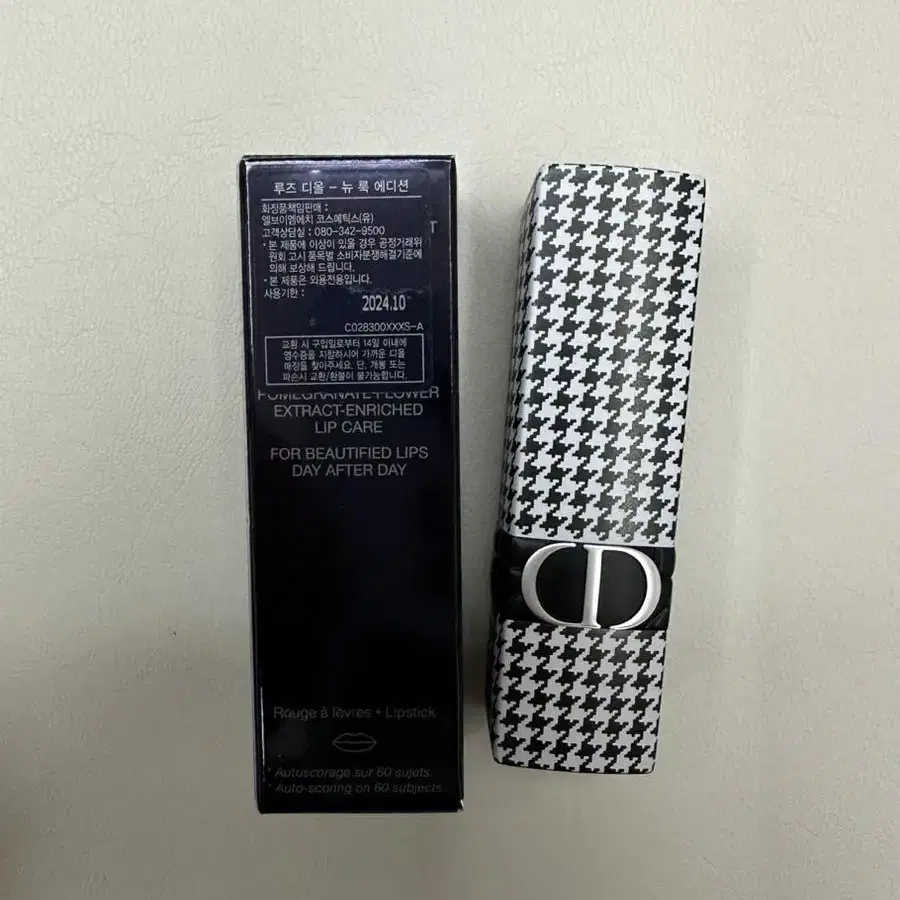 루즈 디올 - 뉴 룩 에디션
화장품책임판매 :
엘브이엠에치 코스메틱스(유)
고객상담실 : 080-342-9500
· 본 제품에 이상이 있을 경우 공정거래위
원회 고시 품목별 소비자분쟁해결기준에
의해 보상해 드립니다.
· 본 제품은 외용전용입니다.
사용기한 :
2024.10
C028300XXXS-A
교환 시 구입일로부터 14일 이내에
영수증을 지참하시어 가까운 디올
매장을 찾아주세요. 단, 개봉 또는
파손시 교환/환불이 불가능합니다.
T
POMEGRANATE-FLOWER
EXTRACT-ENRICHED
LIP CARE
FOR BEAUTIFIED LIPS
DAY AFTER DAY
Rouge à lèvres • Lipstick
* Autoscorage sur 60 sujets.
* Auto-scoring on 60 subjects.
CD